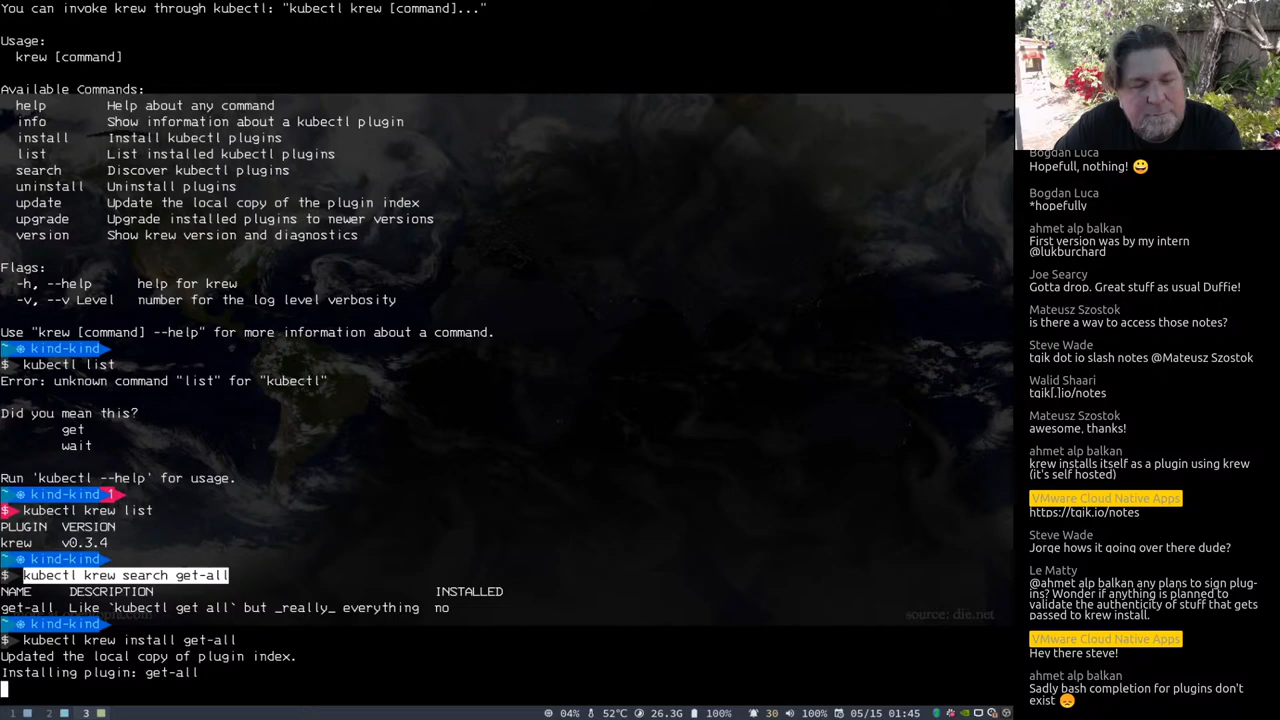 You can invoke krew through kubectl: "kubectl krew [command]..."
Usage:
krew [command]
Available Commands:
help Help about any command
info Show information about a kubectl plugin
install Install kubectl plugins
list List installed kubectl plugins
search Discover kubectl plugins
uninstall Uninstall plugins
update Update the local copy of the plugin index
upgrade Upgrade installed plugins to newer versions
version Show krew version and diagnostics
Flags:
-h, --help help for krew
-v, --v Level number for the log level verbosity
Use "krew [command] --help" for more information about a command.
~ ⎈ kind-kind
$ kubectl list
Error: unknown command "list" for "kubectl"
Did you mean this?
get
wait
Run 'kubectl --help' for usage.
~ ⎈ kind-kind 1
$ kubectl krew list
PLUGIN VERSION
krew v0.3.4
~ ⎈ kind-kind
$ kubectl krew search get-all
NAME DESCRIPTION INSTALLED
get-all Like `kubectl get all` but _really_ everything no
source: die.net
~ ⎈ kind-kind
$ kubectl krew install get-all
Updated the local copy of plugin index.
Installing plugin: get-all
1 2 3 04% 52°C 26.3G 100% 30 100% 05/15 01:45
Bogdan Luca
Hopefull, nothing! 😀
Bogdan Luca
*hopefully
ahmet alp balkan
First version was by my intern
@lukburchard
Joe Searcy
Gotta drop. Great stuff as usual Duffie!
Mateusz Szostok
is there a way to access those notes?
Steve Wade
tgik dot io slash notes @Mateusz Szostok
Walid Shaari
tgik[.]io/notes
Mateusz Szostok
awesome, thanks!
ahmet alp balkan
krew installs itself as a plugin using krew
(it's self hosted)
VMware Cloud Native Apps
https://tgik.io/notes
Steve Wade
Jorge hows it going over there dude?
Le Matty
@ahmet alp balkan any plans to sign plug-
ins? Wonder if anything is planned to
validate the authenticity of stuff that gets
passed to krew install.
VMware Cloud Native Apps
Hey there steve!
ahmet alp balkan
Sadly bash completion for plugins don't
exist 😞